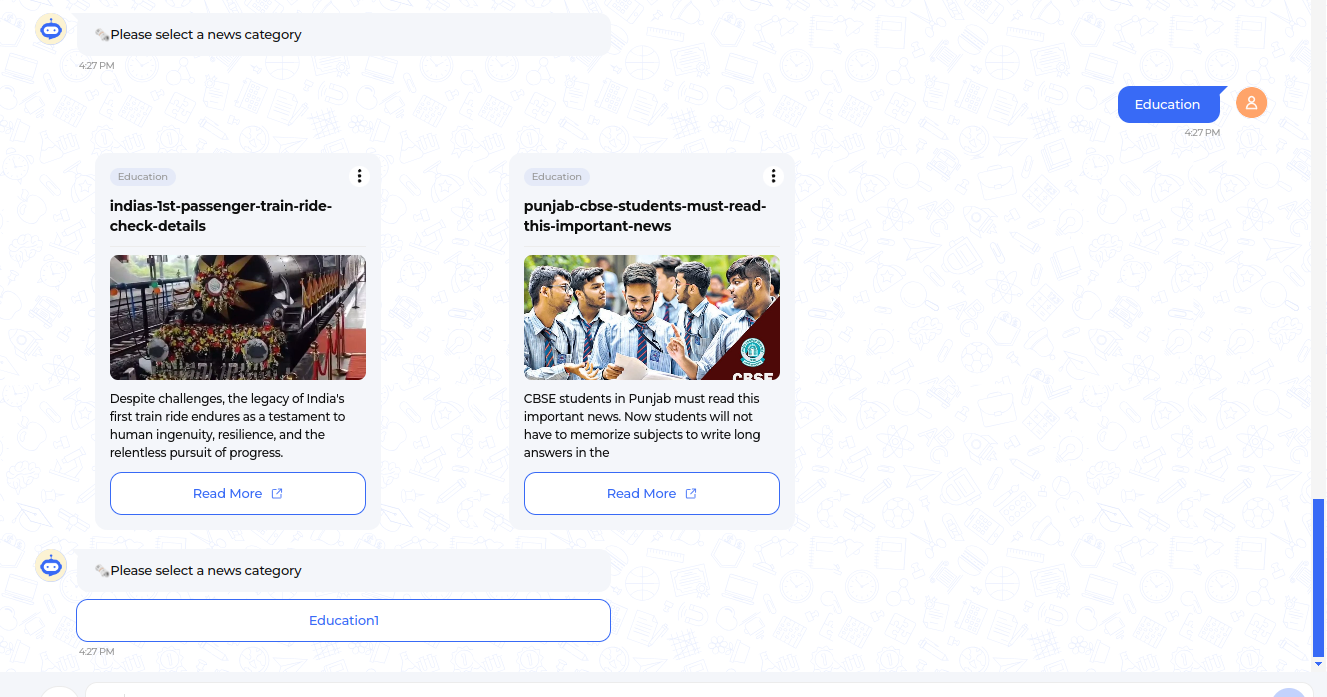 Please select a news category
4:27 PM
Education
4:27 PM
Education
indias-1st-passenger-train-ride-
check-details
Despite challenges, the legacy of India's
first train ride endures as a testament to
human ingenuity, resilience, and the
relentless pursuit of progress.
Read More
Education
punjab-cbse-students-must-read-
this-important-news
CBSE
CBSE students in Punjab must read this
important news. Now students will not
have to memorize subjects to write long
answers in the
Read More
Please select a news category
Education1
4:27 PM